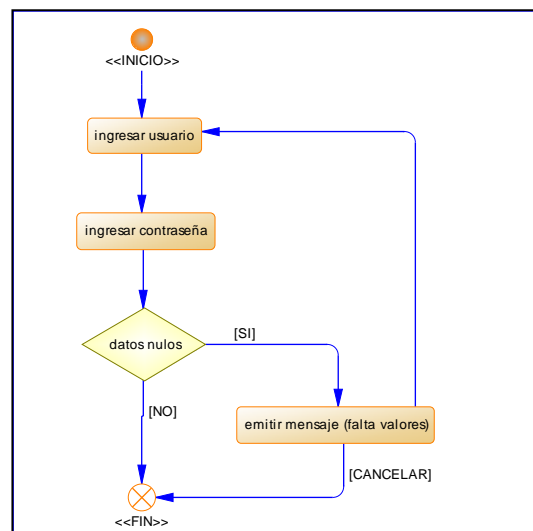 <<INICIO>>
ingresar usuario
ingresar contraseña
datos nulos
[SI]
[NO]
emitir mensaje (falta valores)
[CANCELAR]
<<FIN>>